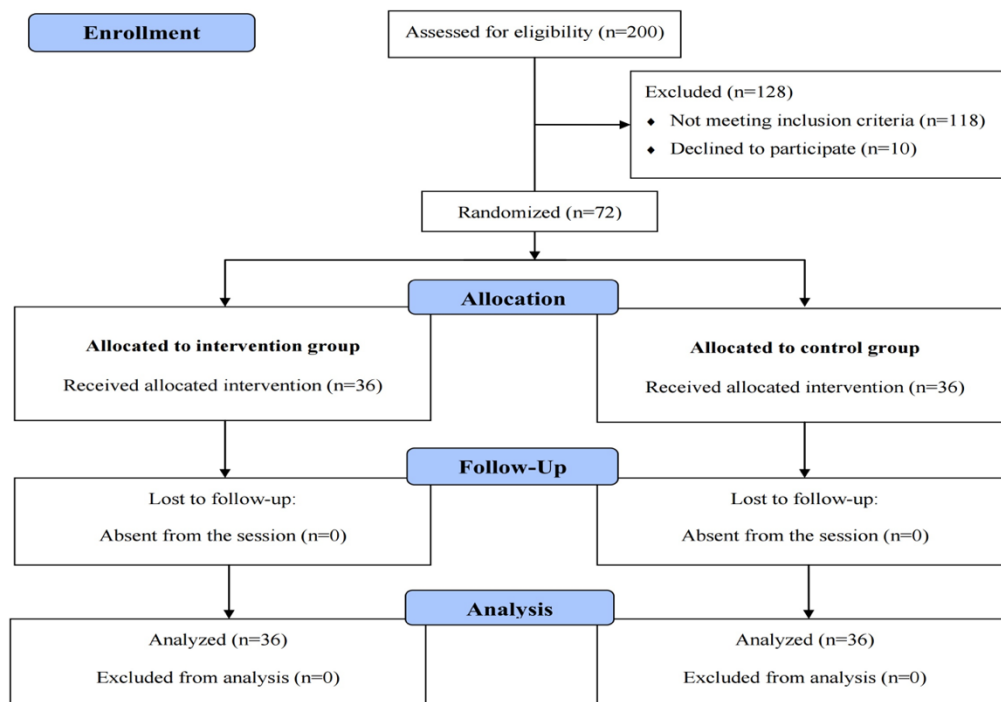 Enrollment
Assessed for eligibility (n=200)
Excluded (n=128)
◆ Not meeting inclusion criteria (n=118)
◆ Declined to participate (n=10)
Randomized (n=72)
Allocation
Allocated to intervention group
Received allocated intervention (n=36)
Allocated to control group
Received allocated intervention (n=36)
Follow-Up
Lost to follow-up:
Absent from the session (n=0)
Lost to follow-up:
Absent from the session (n=0)
Analysis
Analyzed (n=36)
Excluded from analysis (n=0)
Analyzed (n=36)
Excluded from analysis (n=0)